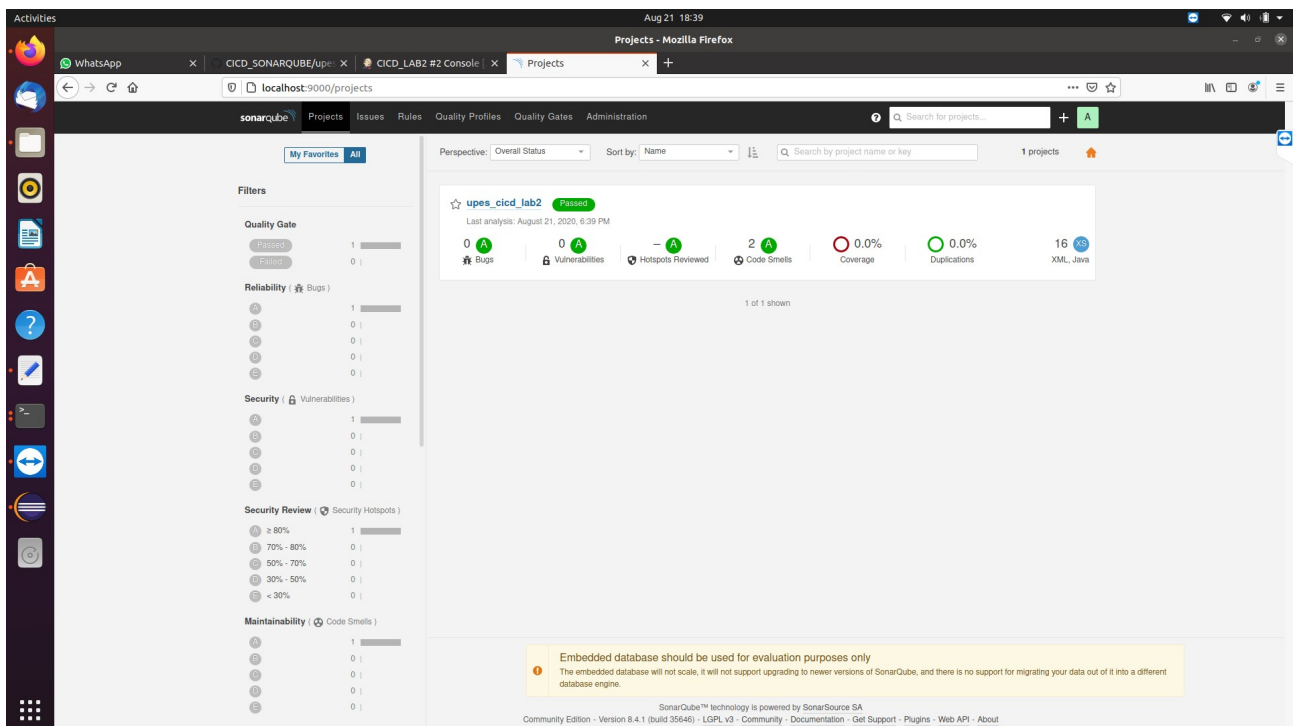 Activities
Aug 21 18:39
Projects - Mozilla Firefox
WhatsApp
CICD_SONARQUBE/upes
CICD_LAB2 #2 Console [
Projects
localhost:9000/projects
sonarqube Projects Issues Rules Quality Profiles Quality Gates Administration
Search for projects...
A
My Favorites All
Perspective: Overall Status
Sort by: Name
Search by project name or key
1 projects
Filters
Quality Gate
Passed 1
Failed 0
Reliability ( Bugs )
A 1
B 0
C 0
D 0
E 0
Security ( Vulnerabilities )
A 1
B 0
C 0
D 0
E 0
Security Review ( Security Hotspots )
A ≥ 80% 1
B 70% - 80% 0
C 50% - 70% 0
D 30% - 50% 0
E < 30% 0
Maintainability ( Code Smells )
A 1
B 0
C 0
D 0
E 0
upes_cicd_lab2 Passed
Last analysis: August 21, 2020, 6:39 PM
0 A 0 A – A 2 A 0.0% 0.0% 16 XS
Bugs Vulnerabilities Hotspots Reviewed Code Smells Coverage Duplications XML, Java
1 of 1 shown
Embedded database should be used for evaluation purposes only
The embedded database will not scale, it will not support upgrading to newer versions of SonarQube, and there is no support for migrating your data out of it into a different
database engine.
SonarQube™ technology is powered by SonarSource SA
Community Edition - Version 8.4.1 (build 35646) - LGPL v3 - Community - Documentation - Get Support - Plugins - Web API - About